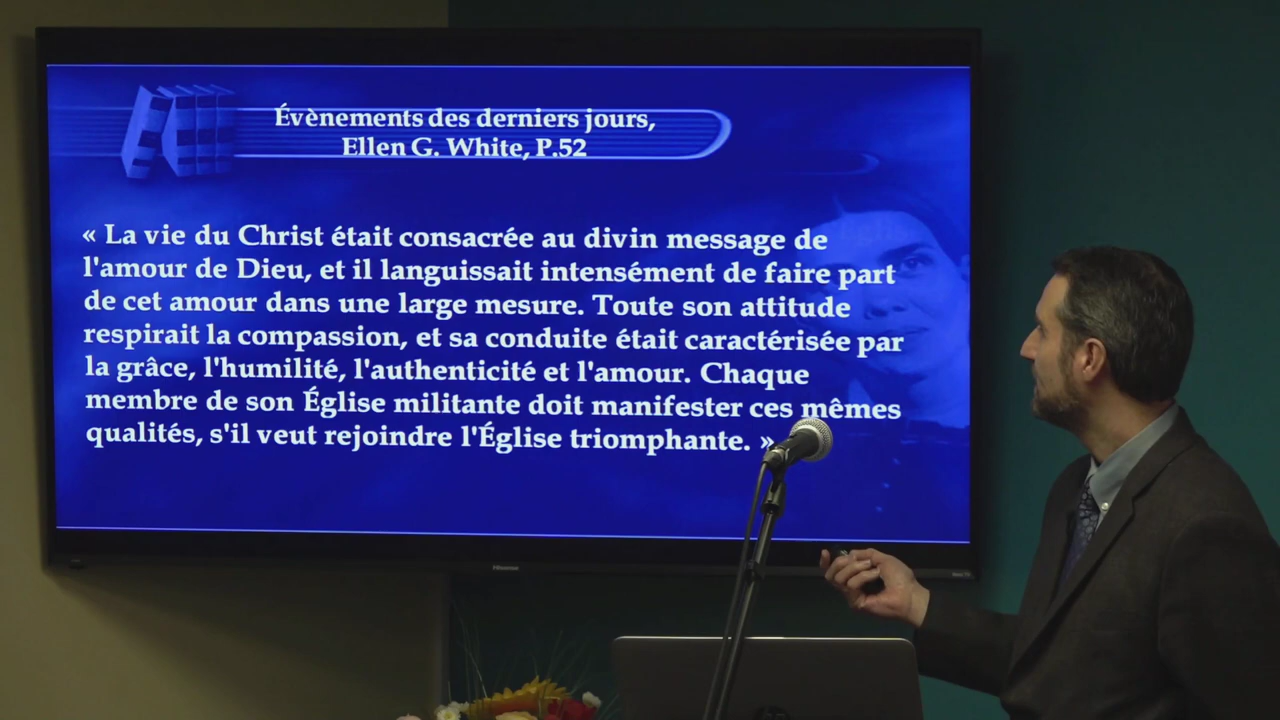 Évènements des derniers jours,
Ellen G. White, P.52
« La vie du Christ était consacrée au divin message de
l'amour de Dieu, et il languissait intensément de faire part
de cet amour dans une large mesure. Toute son attitude
respirait la compassion, et sa conduite était caractérisée par
la grâce, l'humilité, l'authenticité et l'amour. Chaque
membre de son Église militante doit manifester ces mêmes
qualités, s'il veut rejoindre l'Église triomphante. »
Hisense